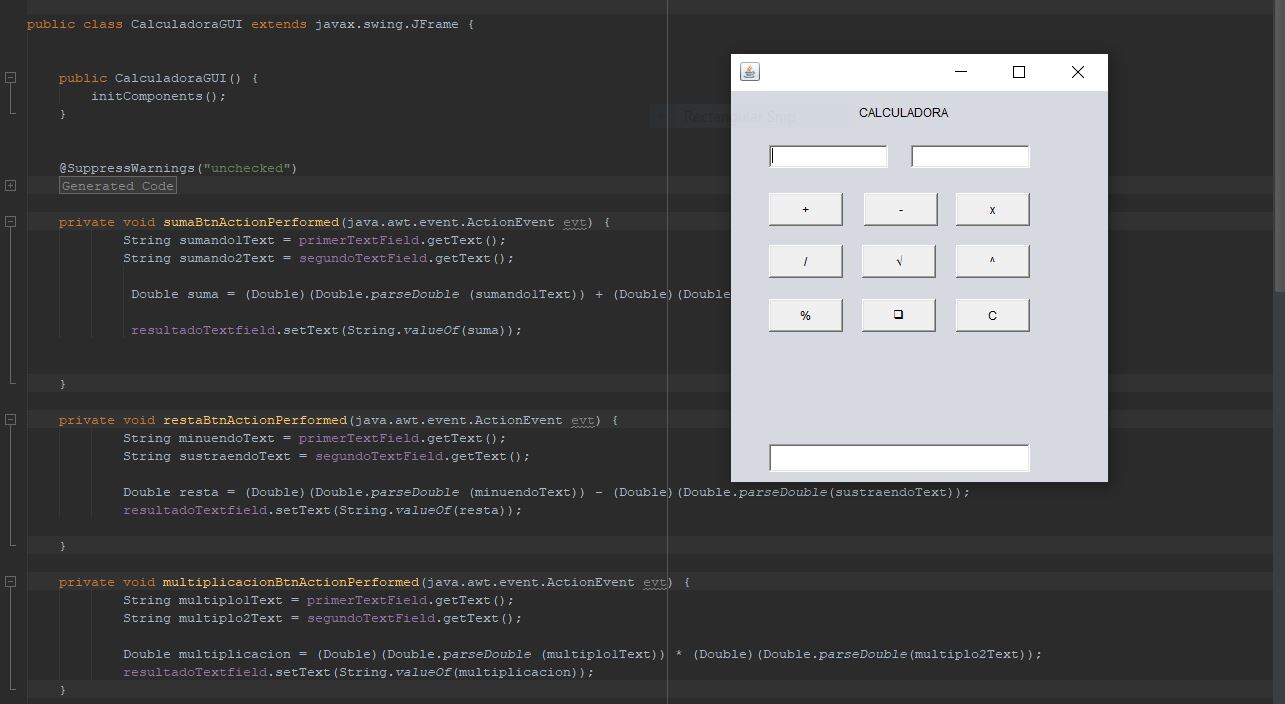 public class CalculadoraGUI extends javax.swing.JFrame {
public CalculadoraGUI() {
initComponents();
}
@SuppressWarnings("unchecked")
Generated Code
private void sumaBtnActionPerformed(java.awt.event.ActionEvent evt) {
String sumando1Text = primerTextField.getText();
String sumando2Text = segundoTextField.getText();
Double suma = (Double)(Double.parseDouble (sumando1Text)) + (Double)(Double
resultadoTextfield.setText(String.valueOf(suma));
}
private void restaBtnActionPerformed(java.awt.event.ActionEvent evt) {
String minuendoText = primerTextField.getText();
String sustraendoText = segundoTextField.getText();
Double resta = (Double)(Double.parseDouble (minuendoText)) - (Double)(Double.parseDouble(sustraendoText));
resultadoTextfield.setText(String.valueOf(resta));
}
private void multiplicacionBtnActionPerformed(java.awt.event.ActionEvent evt) {
String multiplo1Text = primerTextField.getText();
String multiplo2Text = segundoTextField.getText();
Double multiplicacion = (Double)(Double.parseDouble (multiplo1Text)) * (Double)(Double.parseDouble(multiplo2Text));
resultadoTextfield.setText(String.valueOf(multiplicacion));
}
Rectangular Snip
CALCULADORA
+ - x
/ √ ^
% ❑ C